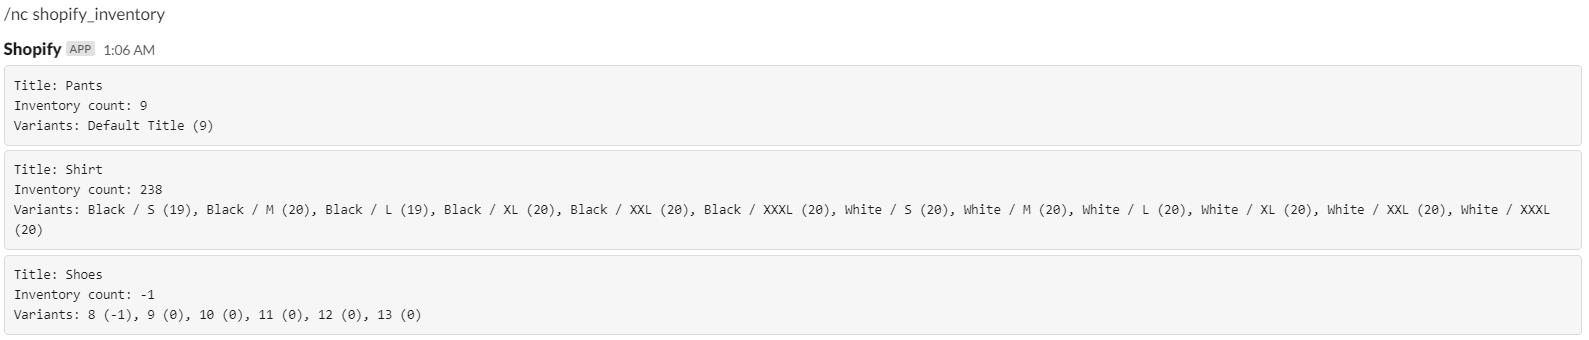 /nc shopify_inventory
Shopify APP 1:06 AM
Title: Pants
Inventory count: 9
Variants: Default Title (9)
Title: Shirt
Inventory count: 238
Variants: Black / S (19), Black / M (20), Black / L (19), Black / XL (20), Black / XXL (20), Black / XXXL (20), White / S (20), White / M (20), White / L (20), White / XL (20), White / XXL (20), White / XXXL
(20)
Title: Shoes
Inventory count: -1
Variants: 8 (-1), 9 (0), 10 (0), 11 (0), 12 (0), 13 (0)